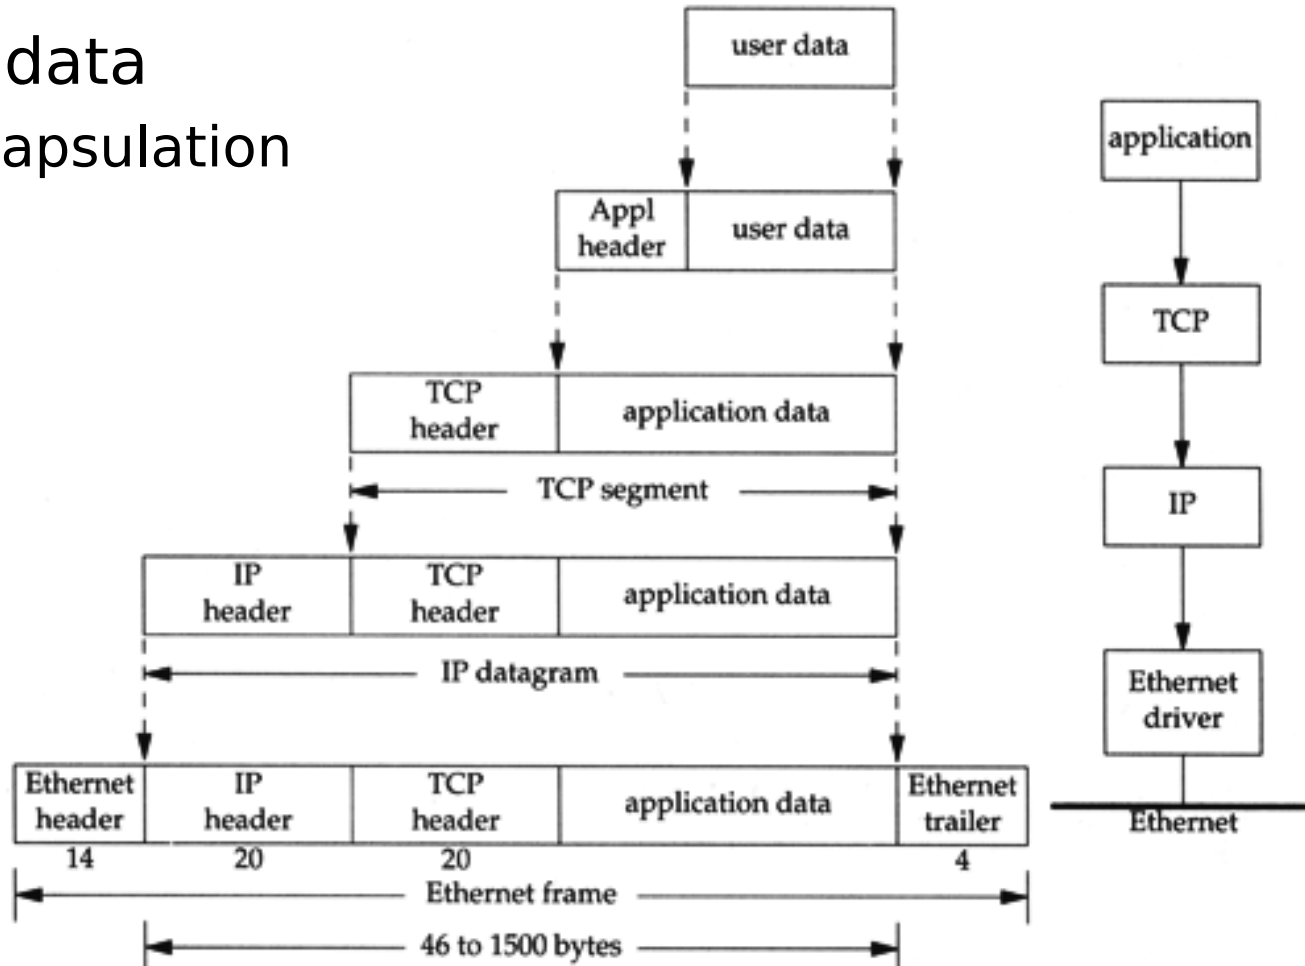 data
apsulation
user data
application
Appl
header
user data
TCP
TCP
header
application data
TCP segment
IP
IP
header
TCP
header
application data
IP datagram
Ethernet
driver
Ethernet
header
IP
header
TCP
header
application data
Ethernet
trailer
Ethernet
14
20
20
4
Ethernet frame
46 to 1500 bytes